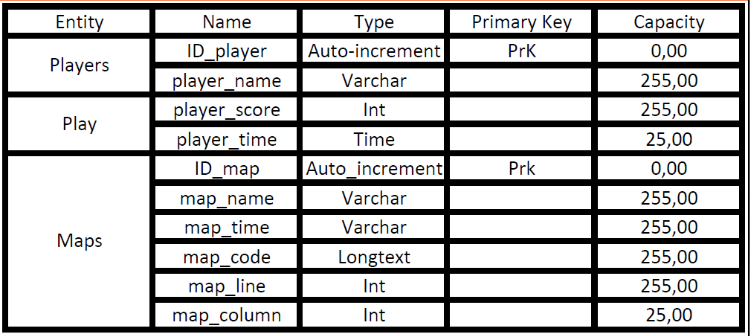 Entity Name Type Primary Key Capacity
Players ID_player Auto-increment PrK 0,00
player_name Varchar 255,00
Play player_score Int 255,00
player_time Time 25,00
Maps ID_map Auto_increment Prk 0,00
map_name Varchar 255,00
map_time Varchar 255,00
map_code Longtext 255,00
map_line Int 255,00
map_column Int 25,00